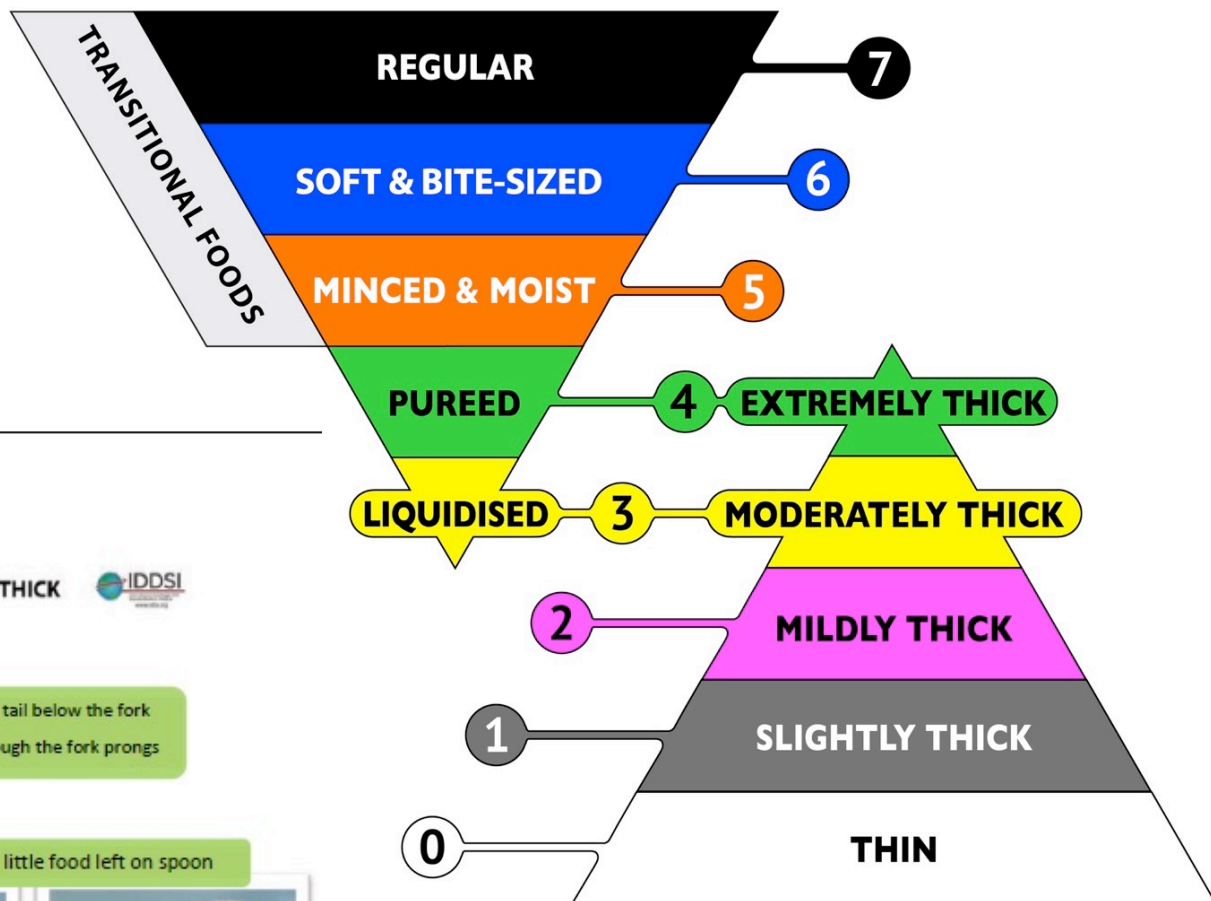 REGULAR
7
TRANSITIONAL FOODS
SOFT & BITE-SIZED
6
MINCED & MOIST
5
PUREED
4
EXTREMELY THICK
LIQUIDISED
3
MODERATELY THICK
THICK
IDDSI
2
MILDLY THICK
tail below the fork
ugh the fork prongs
1
SLIGHTLY THICK
little food left on spoon
0
THIN